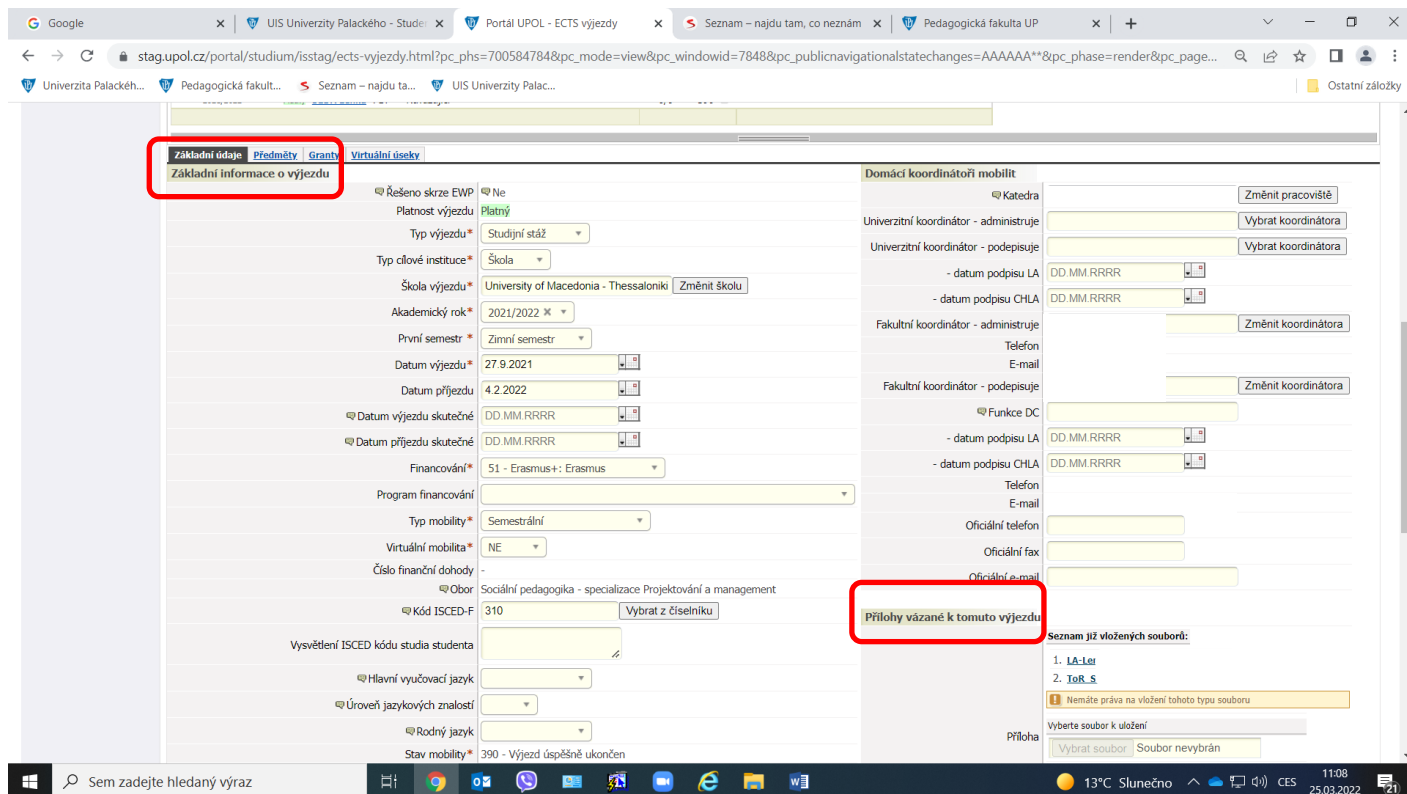 Google
UIS Univerzity Palackého - Studer
Portál UPOL - ECTS výjezdy
Seznam – najdu tam, co neznám
Pedagogická fakulta UP
stag.upol.cz/portal/studium/isstag/ects-vyjezdy.html?pc_phs=700584784&pc_mode=view&pc_windowid=7848&pc_publicnavigationalstatechanges=AAAAAA**&pc_phase=render&pc_page...
Univerzita Palackéh...
Pedagogická fakult...
Seznam – najdu ta...
UIS Univerzity Palac...
Ostatní záložky
Základní údaje Předměty Granty Virtuální úseky
Základní informace o výjezdu
Řešeno skrze EWP Ne
Platnost výjezdu Platný
Typ výjezdu* Studijní stáž
Typ cílové instituce* Škola
Škola výjezdu* University of Macedonia - Thessaloniki Změnit školu
Akademický rok* 2021/2022
První semestr * Zimní semestr
Datum výjezdu* 27.9.2021
Datum příjezdu 4.2.2022
Datum výjezdu skutečné DD.MM.RRRR
Datum příjezdu skutečné DD.MM.RRRR
Financování* 51 - Erasmus+: Erasmus
Program financování
Typ mobility* Semestrální
Virtuální mobilita* NE
Číslo finanční dohody -
Obor Sociální pedagogika - specializace Projektování a management
Kód ISCED-F 310 Vybrat z číselníku
Vysvětlení ISCED kódu studia studenta
Hlavní vyučovací jazyk
Úroveň jazykových znalostí
Rodný jazyk
Stav mobility* 390 - Výjezd úspěšně ukončen
Domácí koordinátoři mobilit
Katedra Změnit pracoviště
Univerzitní koordinátor - administruje Vybrat koordinátora
Univerzitní koordinátor - podepisuje Vybrat koordinátora
- datum podpisu LA DD.MM.RRRR
- datum podpisu CHLA DD.MM.RRRR
Fakultní koordinátor - administruje Změnit koordinátora
Telefon
E-mail
Fakultní koordinátor - podepisuje Změnit koordinátora
Funkce DC
- datum podpisu LA DD.MM.RRRR
- datum podpisu CHLA DD.MM.RRRR
Telefon
E-mail
Oficiální telefon
Oficiální fax
Oficiální e-mail
Přílohy vázané k tomuto výjezdu
Seznam již vložených souborů:
1. LA-Ler
2. ToR_S
Nemáte práva na vložení tohoto typu souboru
Vyberte soubor k uložení
Příloha
Vybrat soubor Soubor nevybrán
Sem zadejte hledaný výraz
13°C Slunečno
CES
11:08
25.03.2022
21